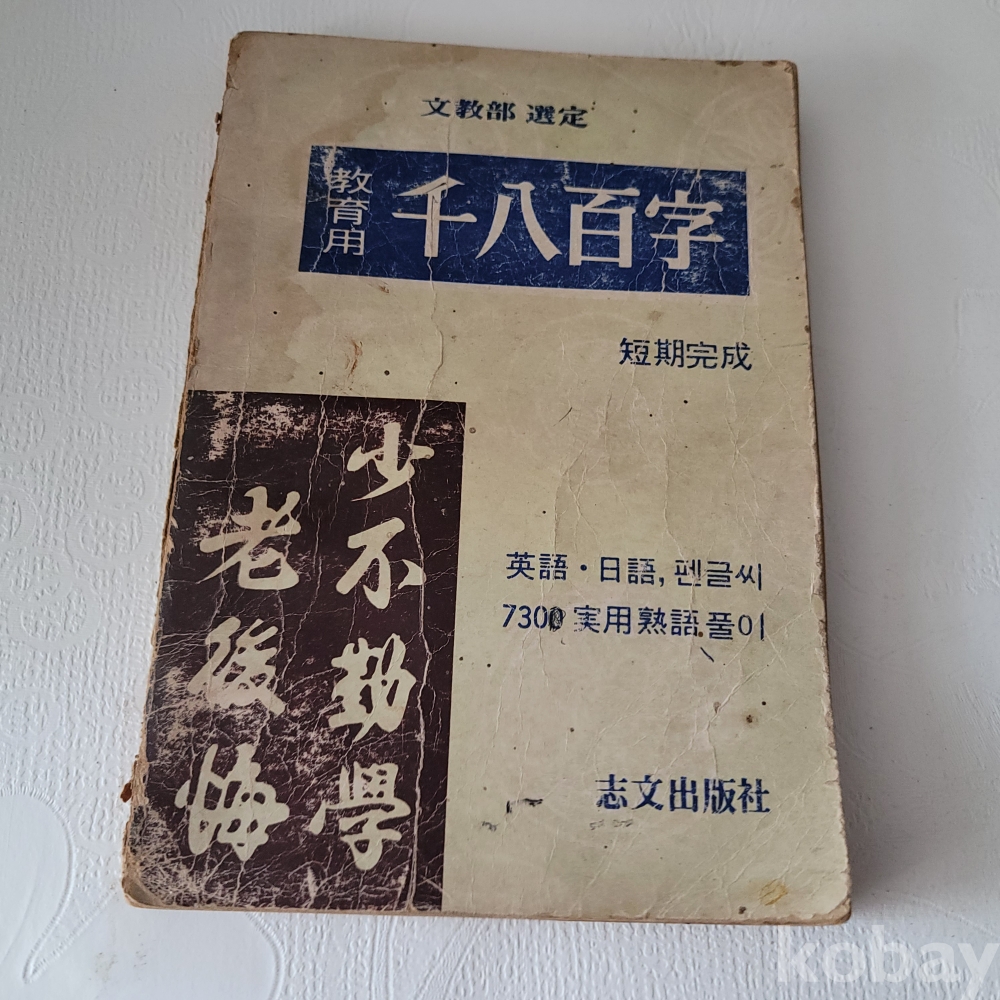 文敎部 選定
教育用
千八百字
短期完成
少不勤學
老後悔
英語・日語, 펜글씨
7300 実用熟語풀이
志文出版社
kobay